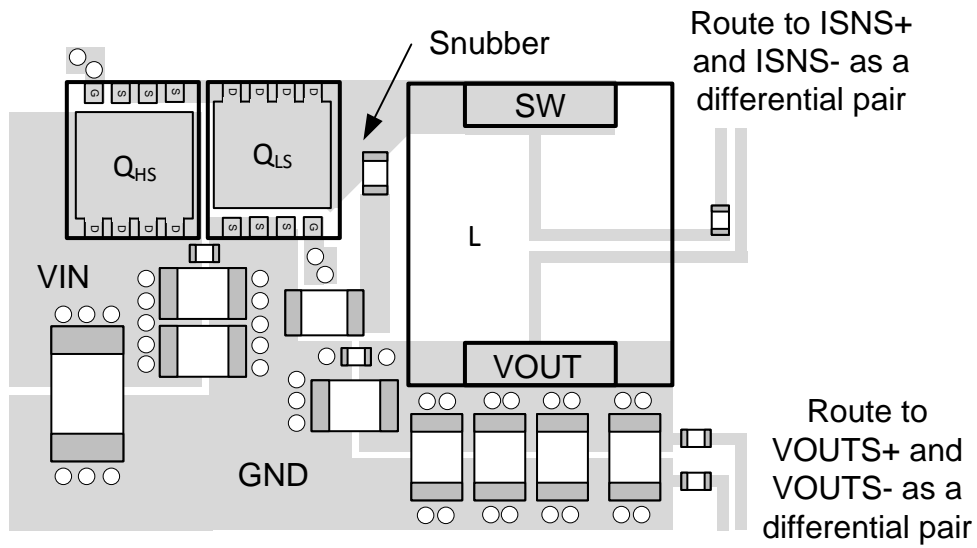 Route to ISNS+
and ISNS- as a
differential pair
Snubber
G S S S
D D D D
SW
QHS
QLS
L
D D D D
S S S G
VIN
VOUT
GND
Route to
VOUTS+ and
VOUTS- as a
differential pair